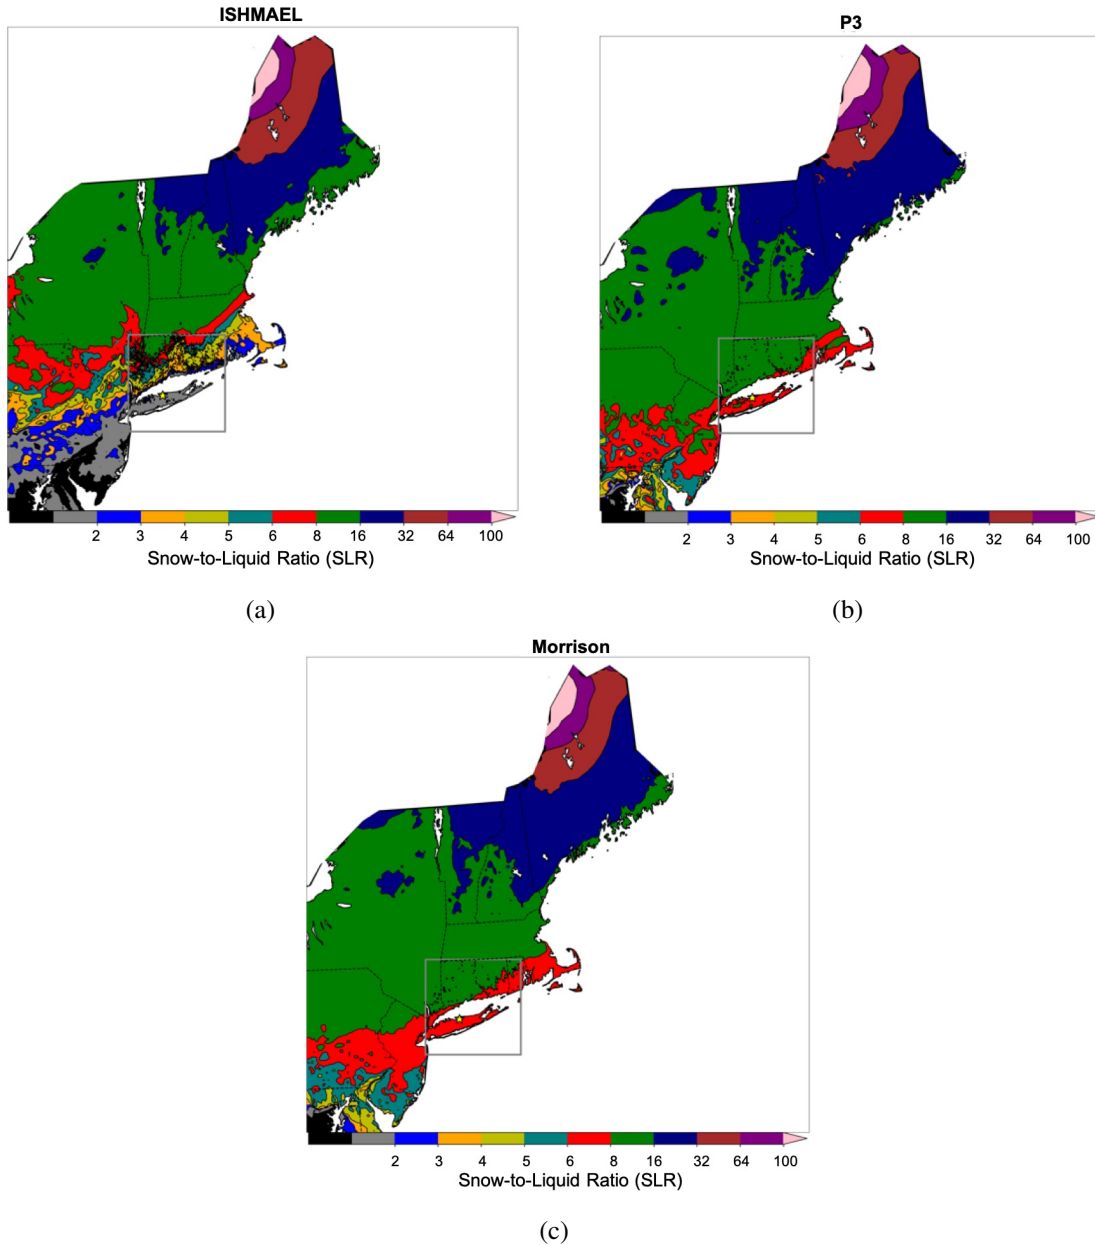 ISHMAEL
P3
2 3 4 5 6 8 16 32 64 100
Snow-to-Liquid Ratio (SLR)
2 3 4 5 6 8 16 32 64 100
Snow-to-Liquid Ratio (SLR)
(a)
(b)
Morrison
2 3 4 5 6 8 16 32 64 100
Snow-to-Liquid Ratio (SLR)
(c)